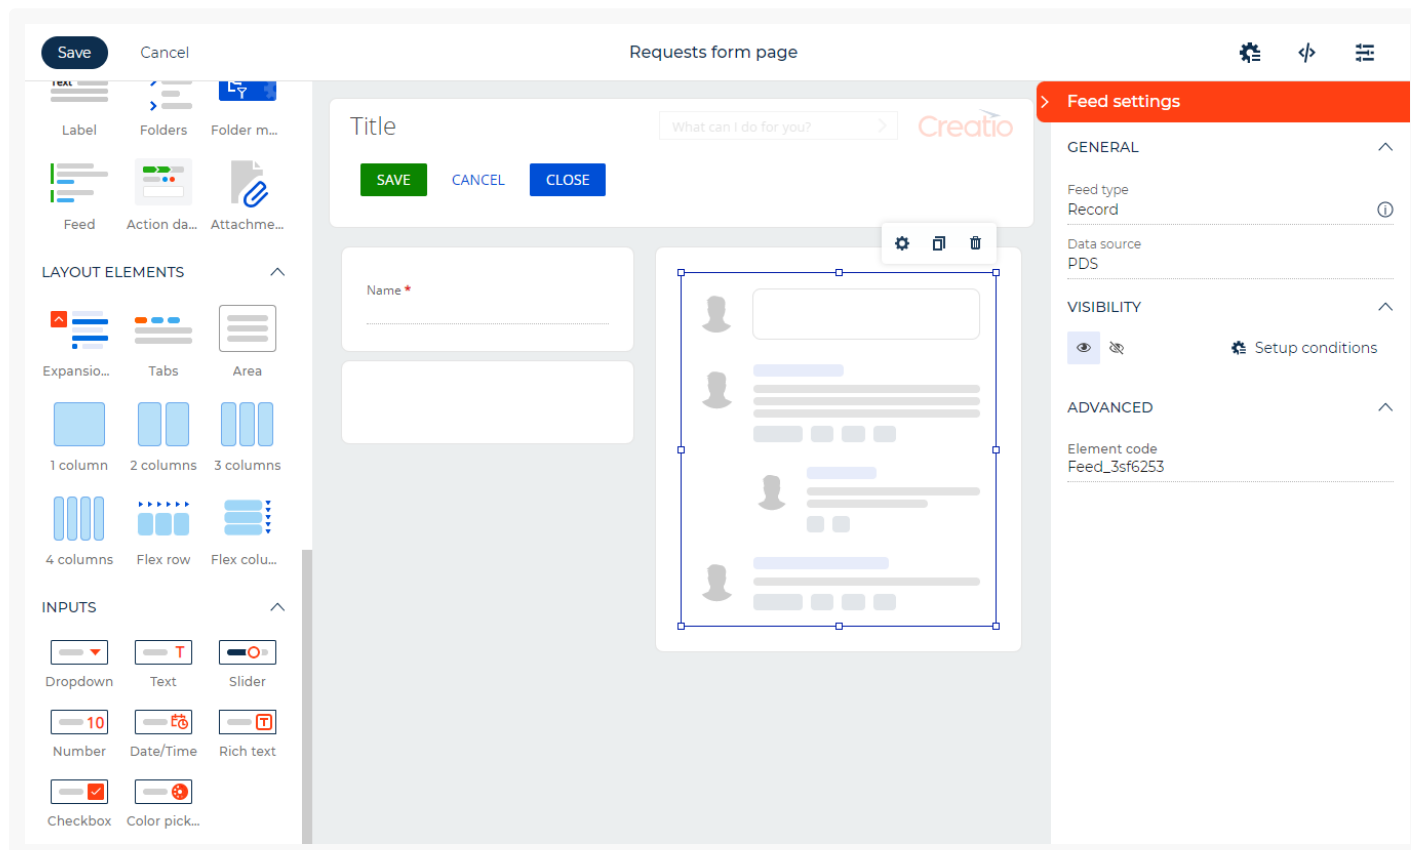 Save
Cancel
Requests form page
Text
Label
Folders
Folder m...
Feed
Action da...
Attachme...
LAYOUT ELEMENTS
Expansio...
Tabs
Area
1 column
2 columns
3 columns
4 columns
Flex row
Flex colu...
INPUTS
Dropdown
T
Text
Slider
10
Number
Date/Time
T
Rich text
Checkbox
Color pick...
Title
What can I do for you?
Creatio
SAVE
CANCEL
CLOSE
Name *
Feed settings
GENERAL
Feed type
Record
Data source
PDS
VISIBILITY
Setup conditions
ADVANCED
Element code
Feed_3sf6253